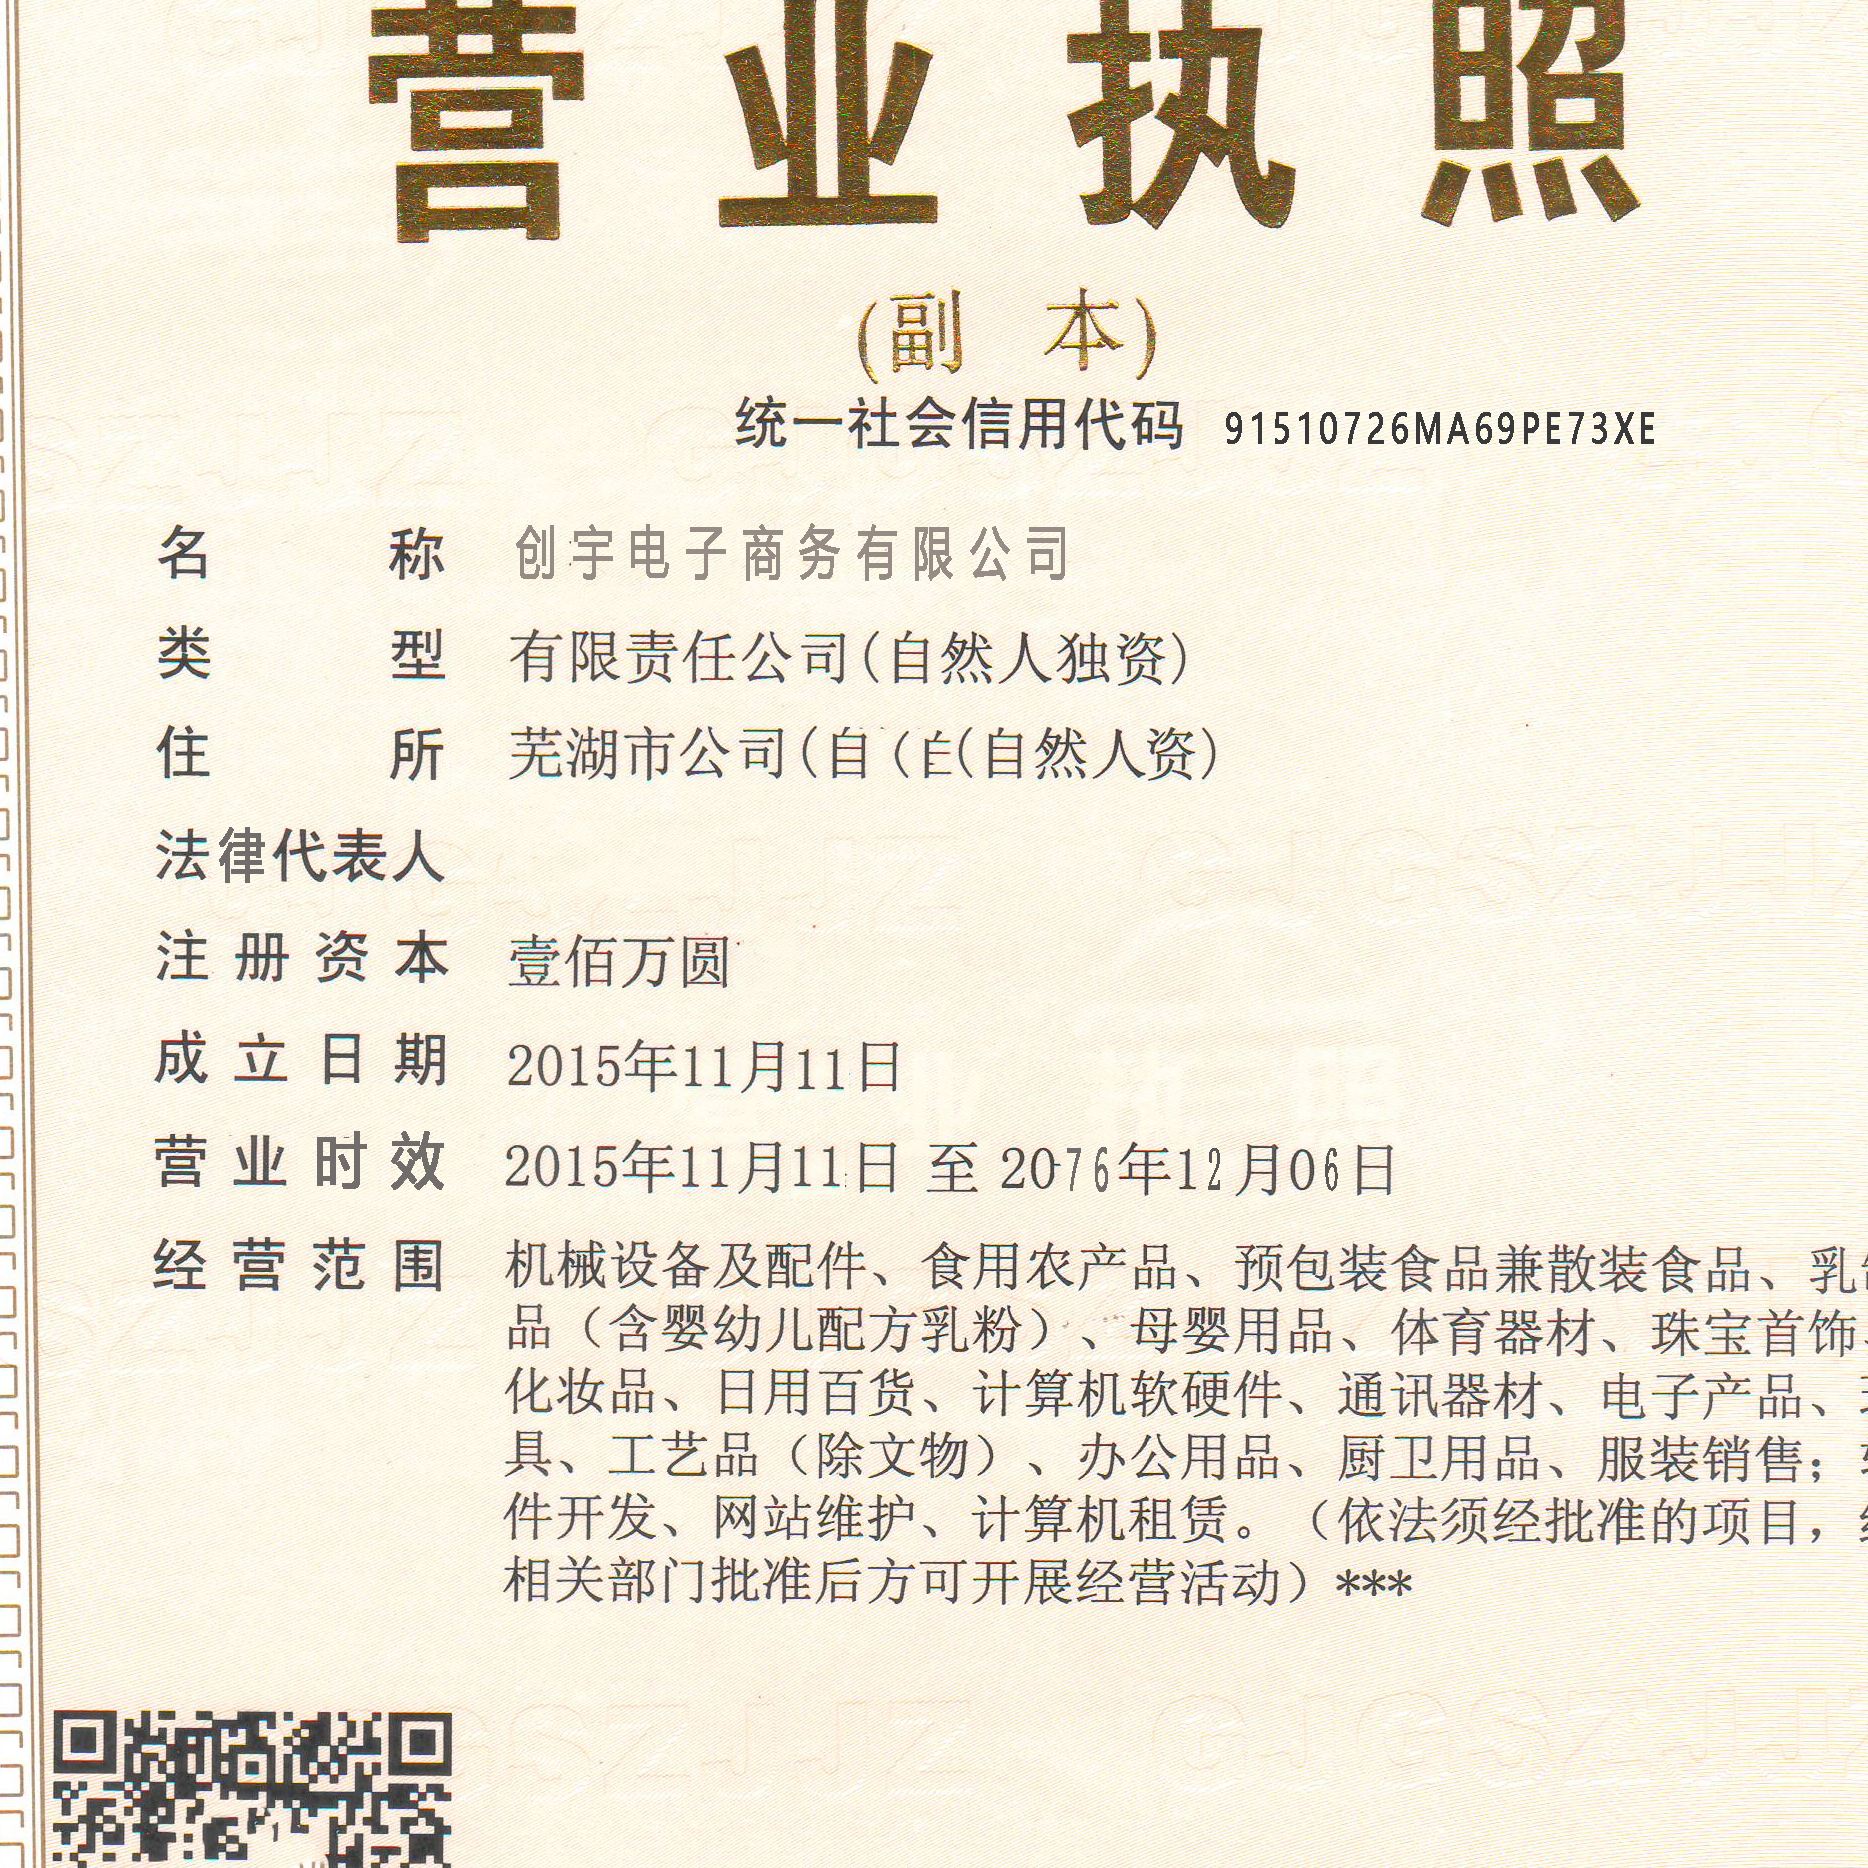 营业执照
(副 本)
统一社会信用代码 91510726MA69PE73XE
名 称 创宇电子商务有限公司
类 型 有限责任公司(自然人独资)
住 所 芜湖市公司(自(自(自然人资)
法律代表人
注册资本 壹佰万圆
成立日期 2015年11月11日
营业时效 2015年11月11日 至 2076年12月06日
经营范围 机械设备及配件、食用农产品、预包装食品兼散装食品、乳
品（含婴幼儿配方乳粉）、母婴用品、体育器材、珠宝首饰、
化妆品、日用百货、计算机软硬件、通讯器材、电子产品、
具、工艺品（除文物）、办公用品、厨卫用品、服装销售；
件开发、网站维护、计算机租赁。（依法须经批准的项目，
相关部门批准后方可开展经营活动）***